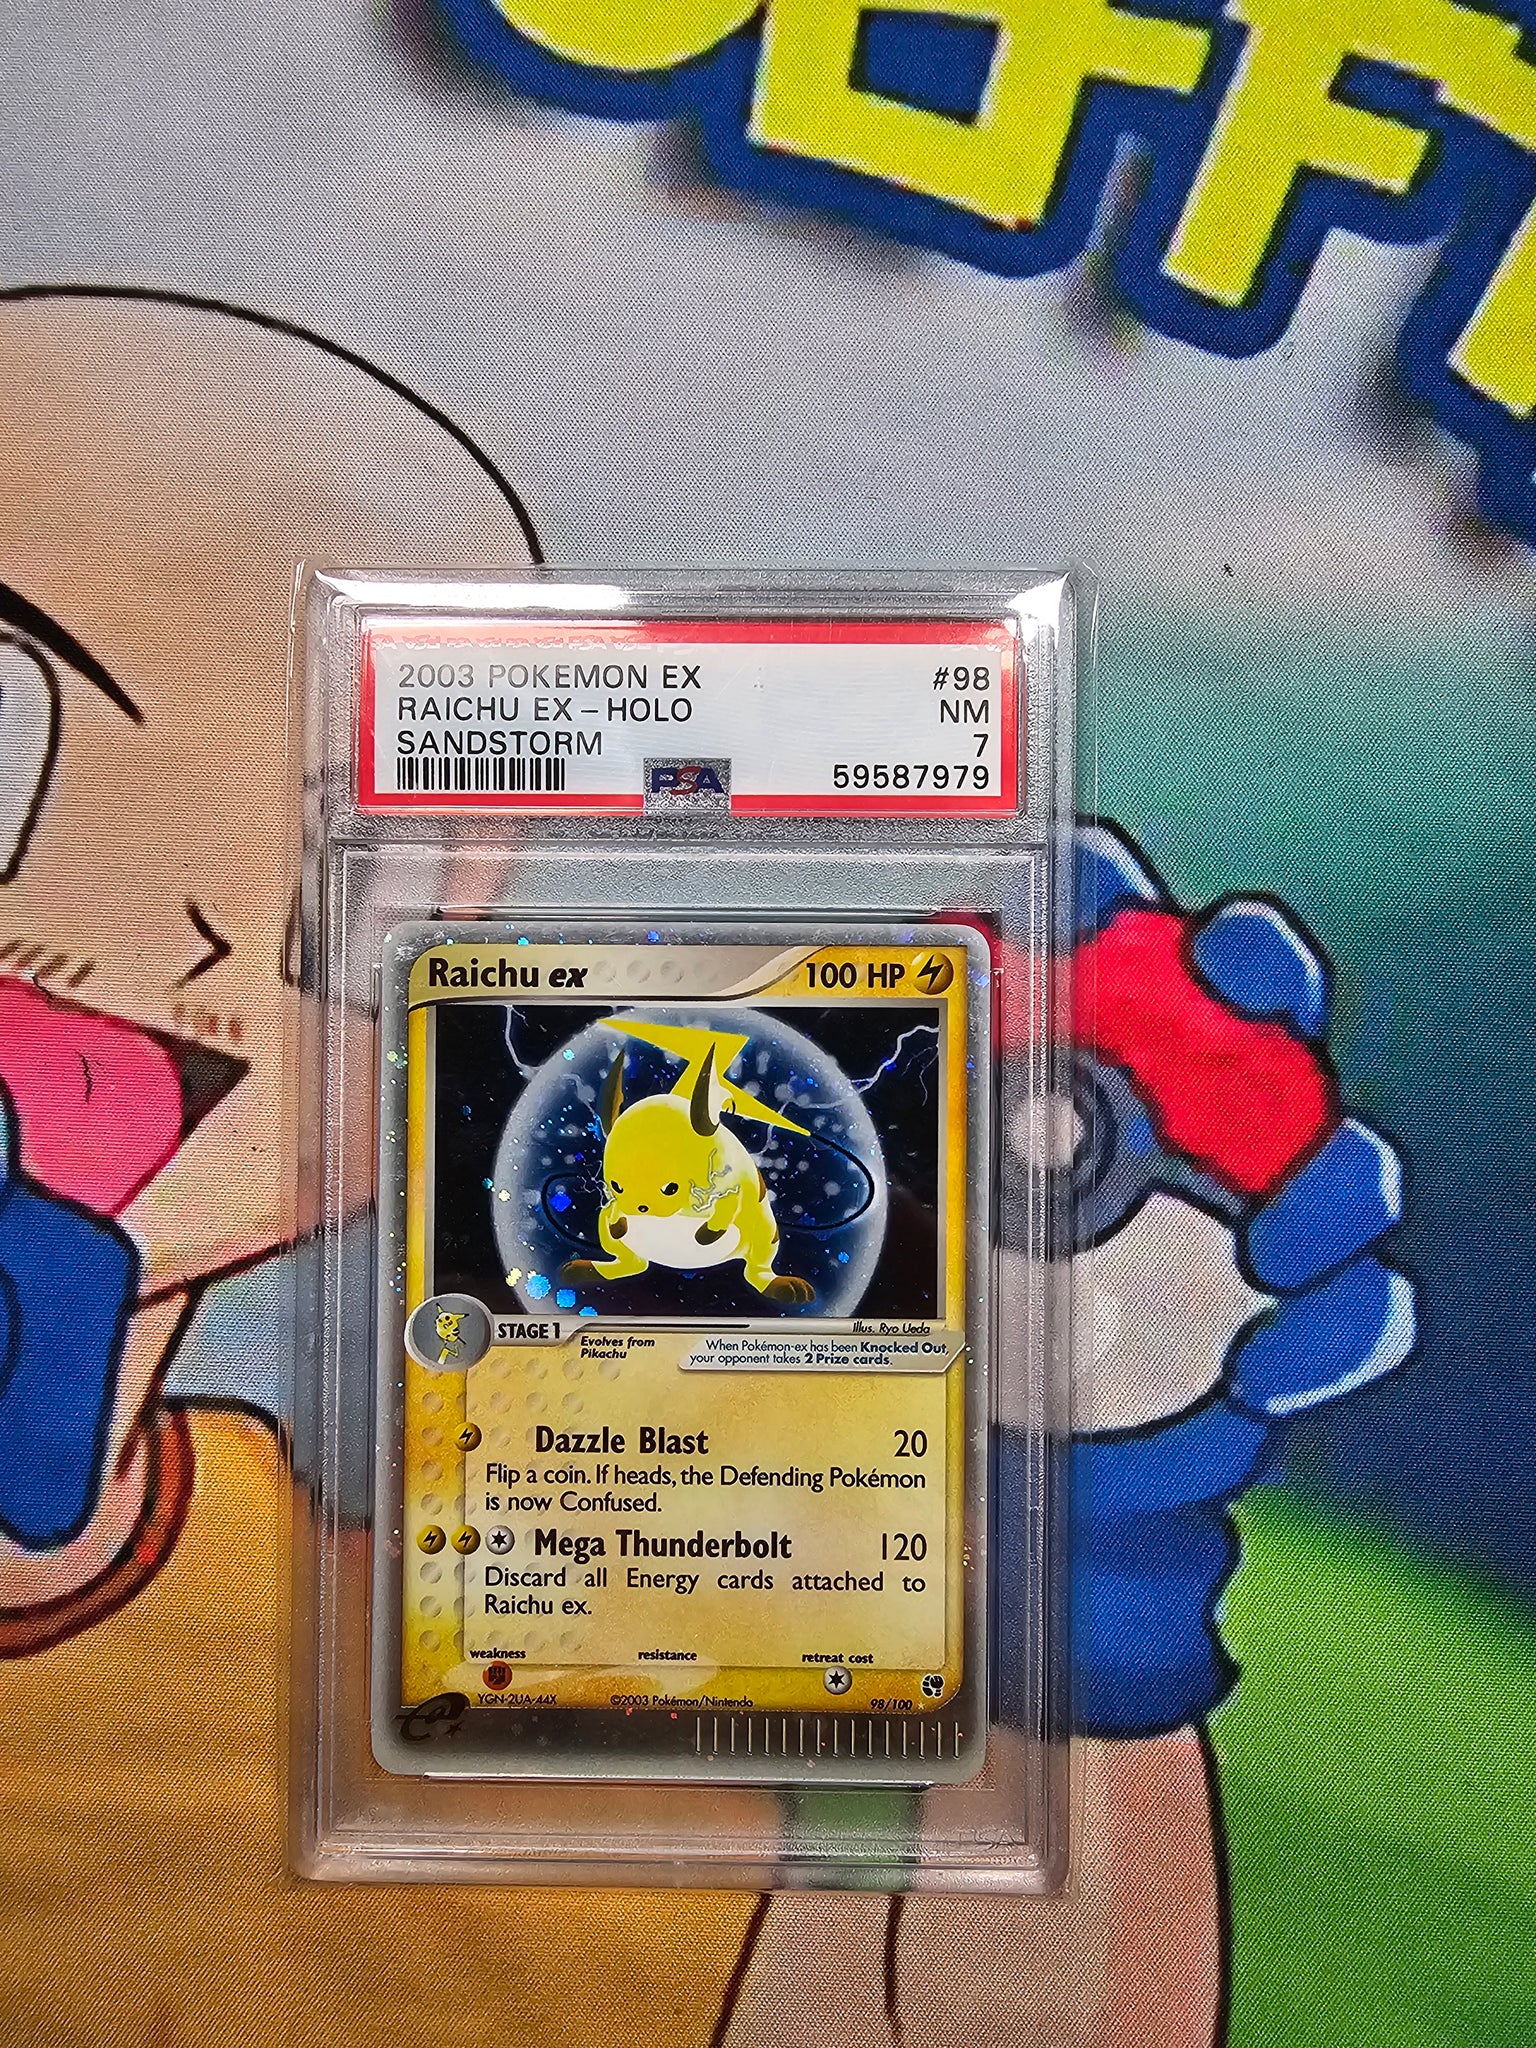 2003 POKEMON EX #98
RAICHU EX - HOLO NM
SANDSTORM 7
PSA 59587979
Raichu ex 100 HP
STAGE 1
Evolves from
Pikachu
Illus. Ryo Ueda
When Pokémon-ex has been Knocked Out,
your opponent takes 2 Prize cards.
Dazzle Blast 20
Flip a coin. If heads, the Defending Pokémon
is now Confused.
Mega Thunderbolt 120
Discard all Energy cards attached to
Raichu ex.
weakness resistance retreat cost
YGN-2UA-44X ©2003 Pokémon/Nintendo 98/100